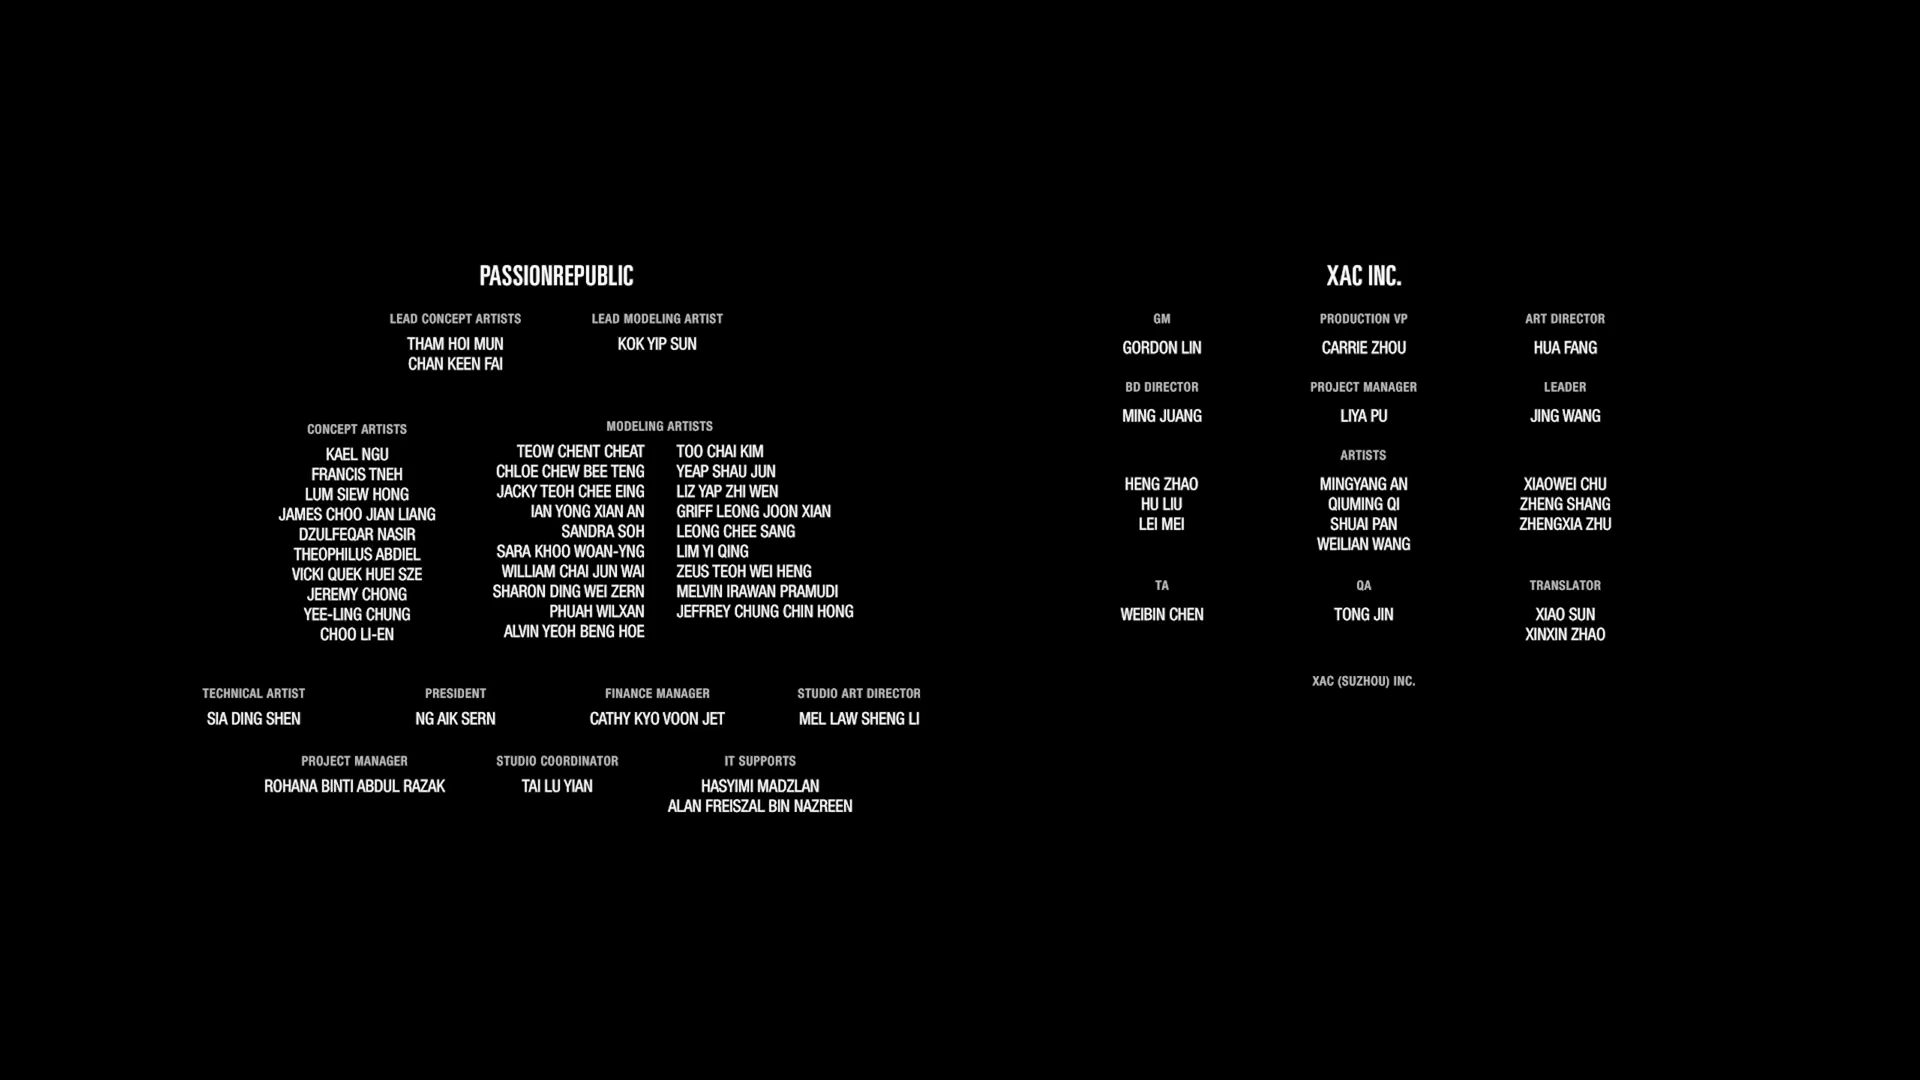 PASSIONREPUBLIC
LEAD CONCEPT ARTISTS
THAM HOI MUN
CHAN KEEN FAI
LEAD MODELING ARTIST
KOK YIP SUN
CONCEPT ARTISTS
KAEL NGU
FRANCIS TNEH
LUM SIEW HONG
JAMES CHOO JIAN LIANG
DZULFEQAR NASIR
THEOPHILUS ABDIEL
VICKI QUEK HUEI SZE
JEREMY CHONG
YEE-LING CHUNG
CHOO LI-EN
MODELING ARTISTS
TEOW CHENT CHEAT
CHLOE CHEW BEE TENG
JACKY TEOH CHEE EING
IAN YONG XIAN AN
SANDRA SOH
SARA KHOO WOAN-YNG
WILLIAM CHAI JUN WAI
SHARON DING WEI ZERN
PHUAH WILXAN
ALVIN YEOH BENG HOE
TOO CHAI KIM
YEAP SHAU JUN
LIZ YAP ZHI WEN
GRIFF LEONG JOON XIAN
LEONG CHEE SANG
LIM YI QING
ZEUS TEOH WEI HENG
MELVIN IRAWAN PRAMUDI
JEFFREY CHUNG CHIN HONG
TECHNICAL ARTIST
SIA DING SHEN
PRESIDENT
NG AIK SERN
FINANCE MANAGER
CATHY KYO VOON JET
STUDIO ART DIRECTOR
MEL LAW SHENG LI
PROJECT MANAGER
ROHANA BINTI ABDUL RAZAK
STUDIO COORDINATOR
TAI LU YIAN
IT SUPPORTS
HASYIMI MADZLAN
ALAN FREISZAL BIN NAZREEN
XAC INC.
GM
GORDON LIN
PRODUCTION VP
CARRIE ZHOU
ART DIRECTOR
HUA FANG
BD DIRECTOR
MING JUANG
PROJECT MANAGER
LIYA PU
LEADER
JING WANG
ARTISTS
HENG ZHAO
HU LIU
LEI MEI
MINGYANG AN
QIUMING QI
SHUAI PAN
WEILIAN WANG
XIAOWEI CHU
ZHENG SHANG
ZHENGXIA ZHU
TA
WEIBIN CHEN
QA
TONG JIN
TRANSLATOR
XIAO SUN
XINXIN ZHAO
XAC (SUZHOU) INC.